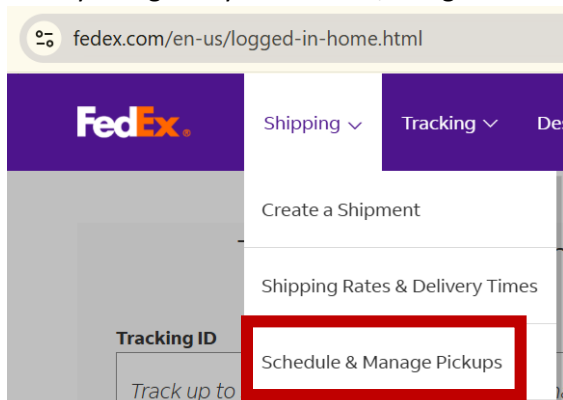 fedex.com/en-us/logged-in-home.html
FedEx® Shipping Tracking
Create a Shipment
Shipping Rates & Delivery Times
Tracking ID
Schedule & Manage Pickups
Track up to